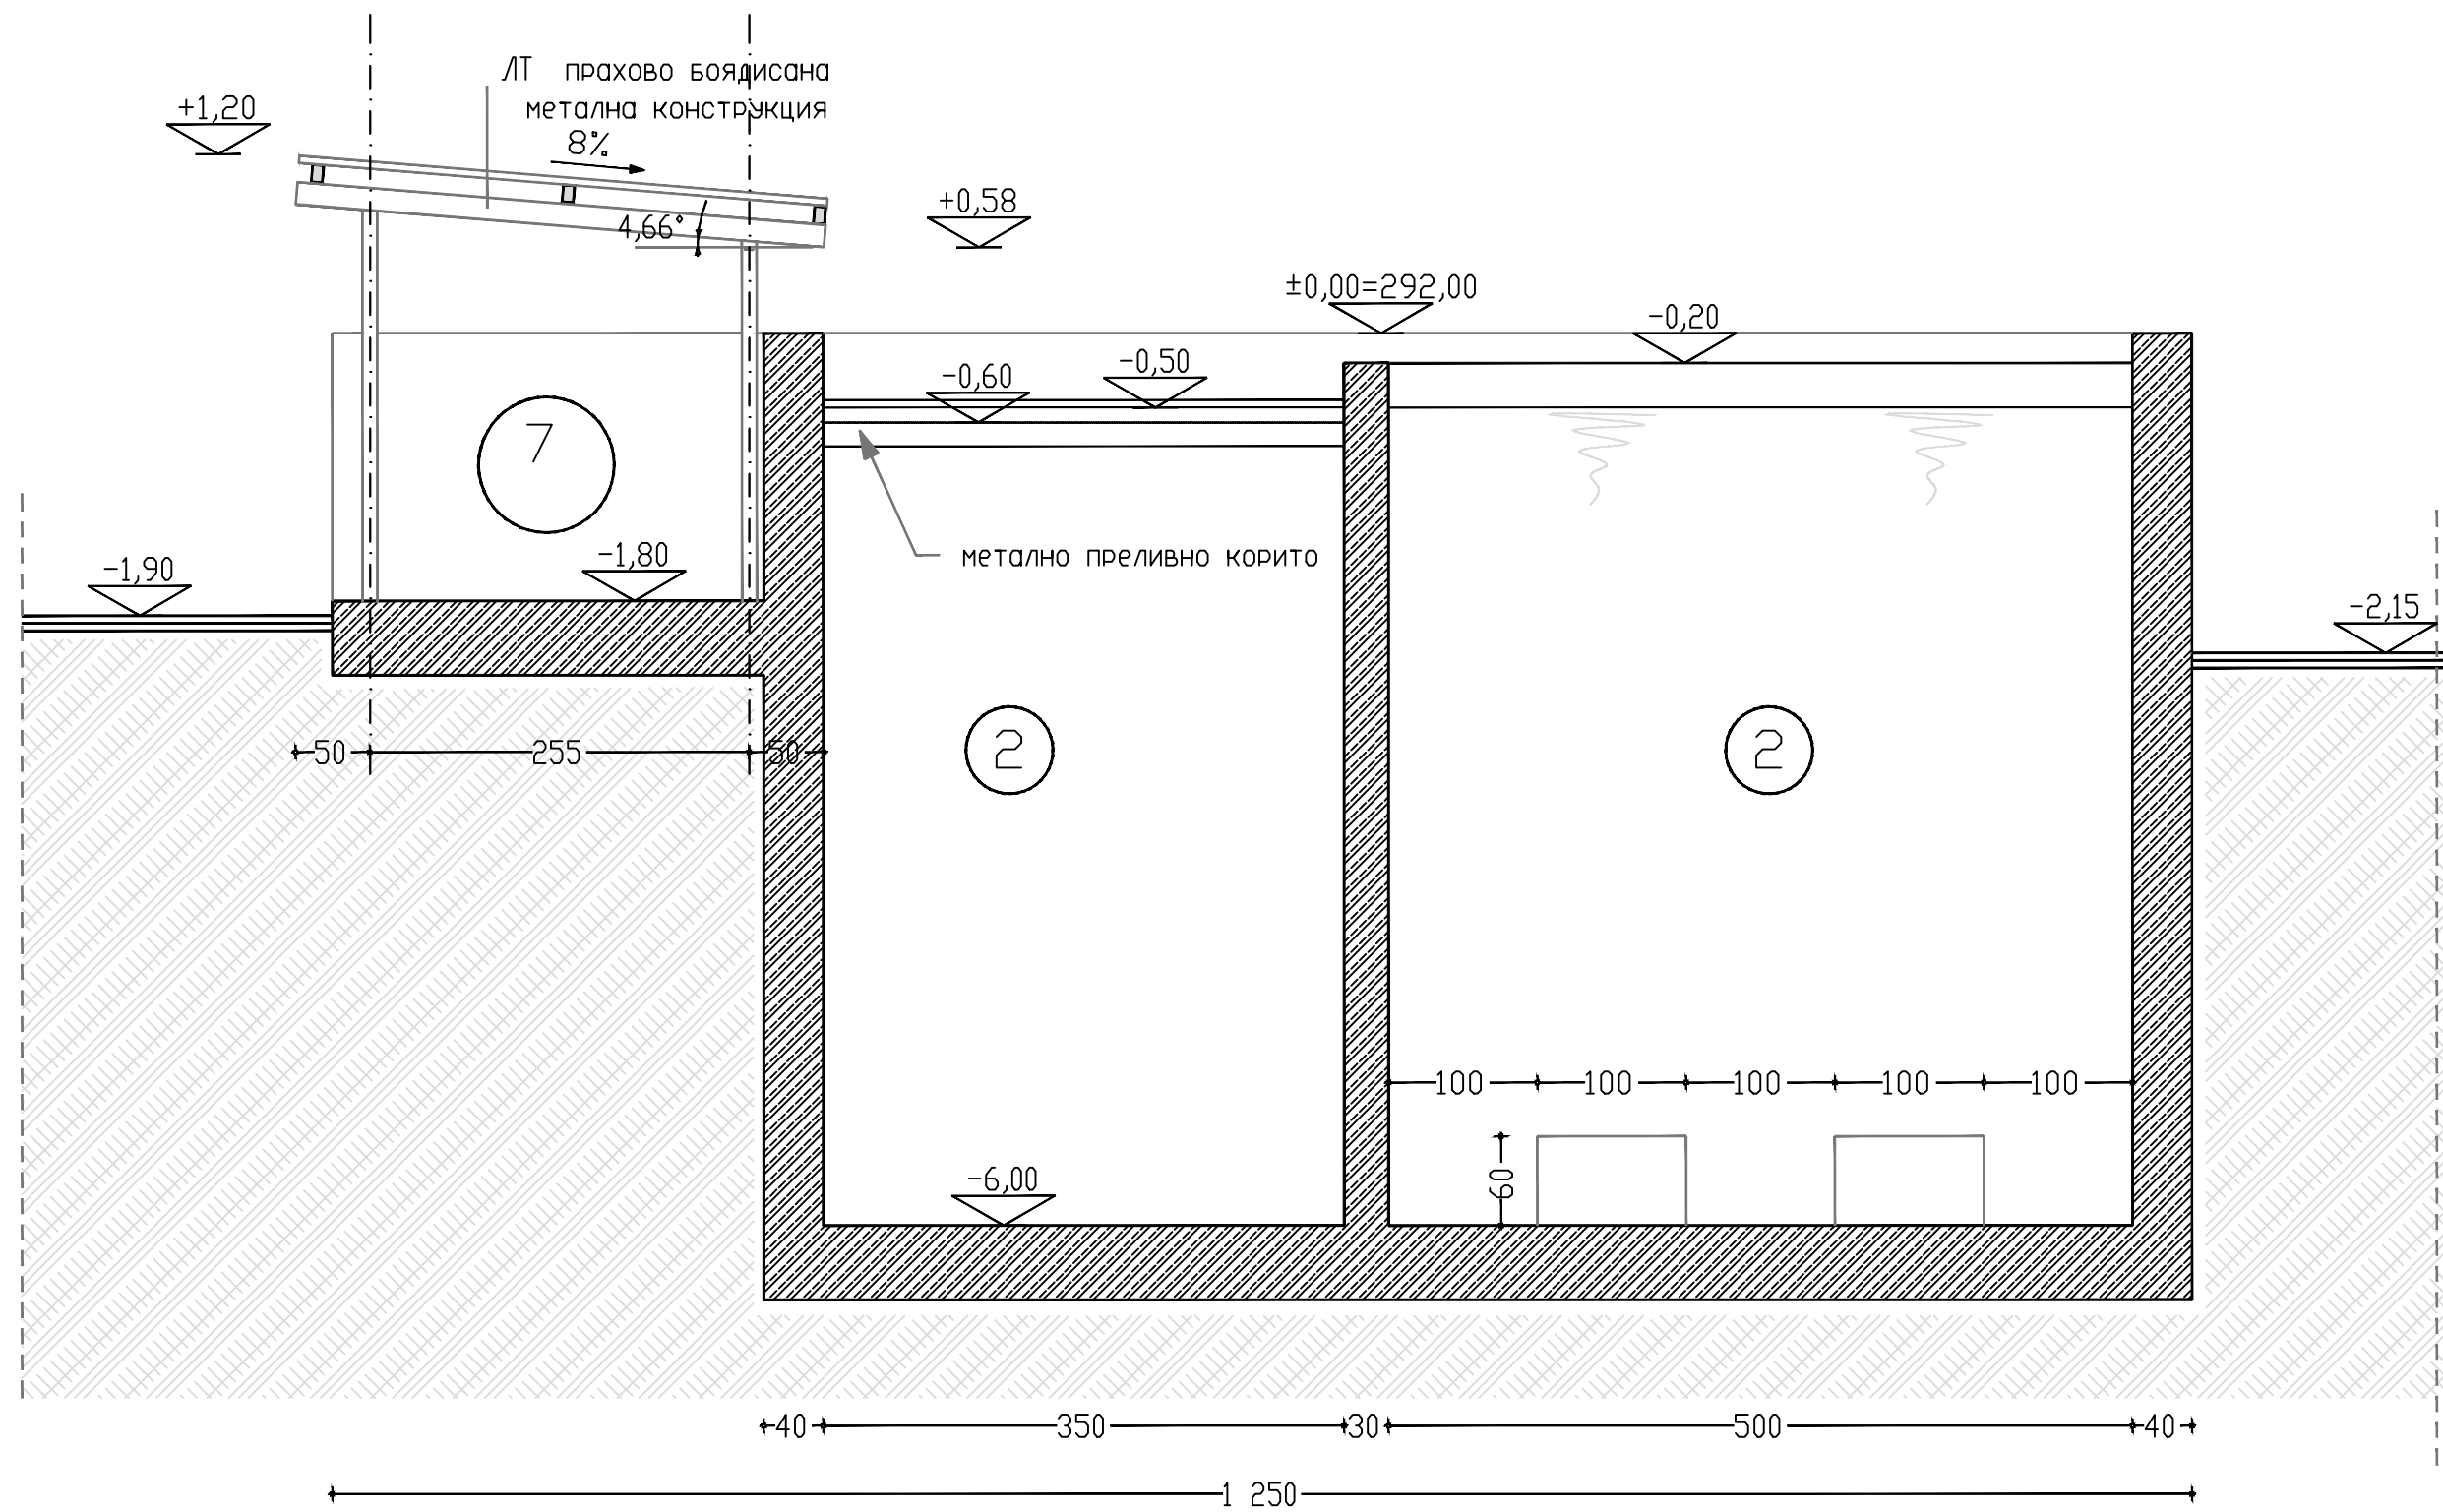 ЛТ прахово боядисана
метална конструкция
+1,20
8%
+0,58
4,66°
±0,00=292,00
-0,20
-0,50
-0,60
7
метално преливно корито
-1,80
-1,90
-2,15
50 255 50
2 2
100 100 100 100 100
60
-6,00
40 350 30 500 40
1 250